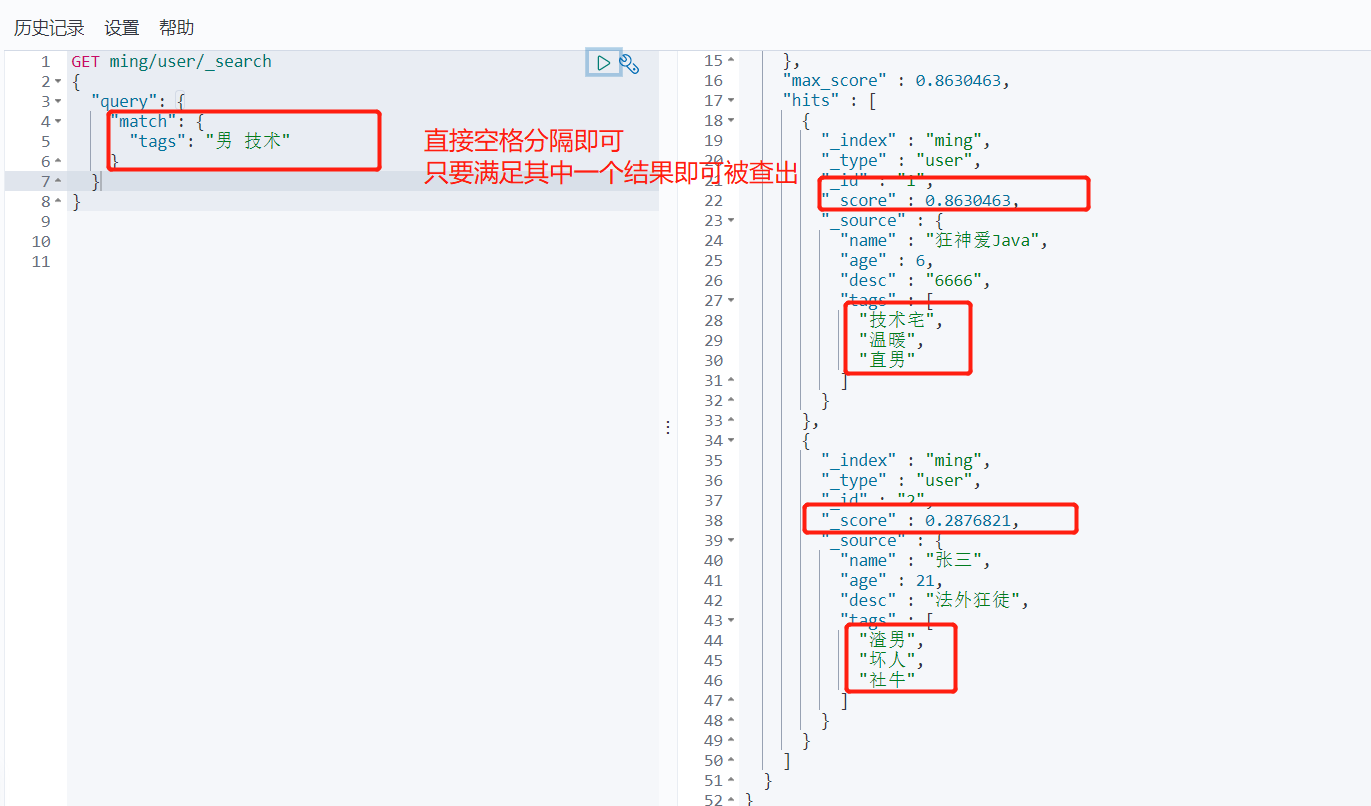 历史记录 设置 帮助
1 GET ming/user/_search
2 {
3 "query": {
4 "match": {
5 "tags": "男 技术"
6 }
7 }
8 }
9
10
11
直接空格分隔即可
只要满足其中一个结果即可被查出
15 },
16 "max_score" : 0.8630463,
17 "hits" : [
18 {
19 "_index" : "ming",
20 "_type" : "user",
21 "_id" : "1",
22 "_score" : 0.8630463,
23 "_source" : {
24 "name" : "狂神爱Java",
25 "age" : 6,
26 "desc" : "6666",
27 "tags" : [
28 "技术宅",
29 "温暖",
30 "直男"
31 ]
32 }
33 },
34 {
35 "_index" : "ming",
36 "_type" : "user",
37 "_id" : "2",
38 "_score" : 0.2876821,
39 "_source" : {
40 "name" : "张三",
41 "age" : 21,
42 "desc" : "法外狂徒",
43 "tags" : [
44 "渣男",
45 "坏人",
46 "社牛"
47 ]
48 }
49 }
50 ]
51 }
52 }